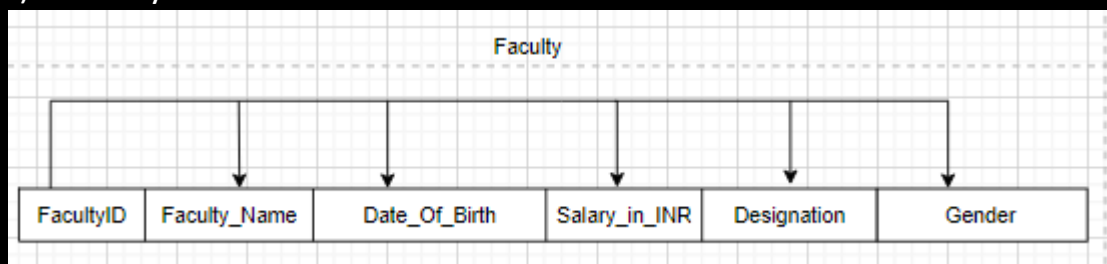 Faculty
FacultyID Faculty_Name Date_Of_Birth Salary_in_INR Designation Gender